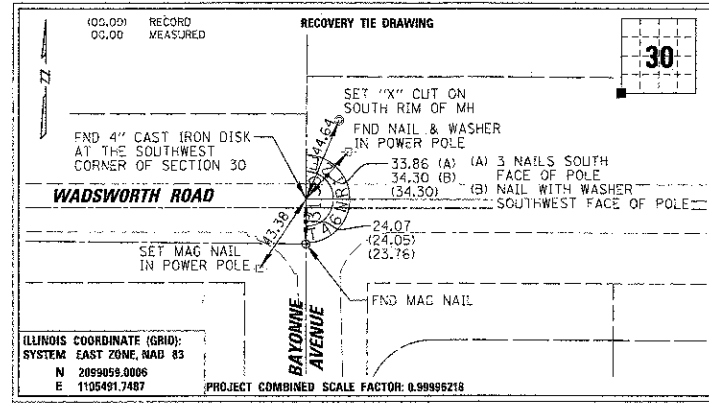 (00.00) RECORD
00.00 MEASURED
RECOVERY TIE DRAWING
30
SET "X" CUT ON
SOUTH RIM OF MH
FND NAIL & WASHER
IN POWER POLE
FND 4" CAST IRON DISK
AT THE SOUTHWEST
CORNER OF SECTION 30
44.64
33.86 (A)
34.30 (B)
(34.30)
(A) 3 NAILS SOUTH
FACE OF POLE
(B) NAIL WITH WASHER
SOUTHWEST FACE OF POLE
WADSWORTH ROAD
43.38
24.07
(24.05)
(23.76)
SET MAG NAIL
IN POWER POLE
FND MAG NAIL
BAYONNE
AVENUE
ILLINOIS COORDINATE (GRID):
SYSTEM EAST ZONE, NAD 83
N 2099059.0006
E 1105491.7487
PROJECT COMBINED SCALE FACTOR: 0.99996218